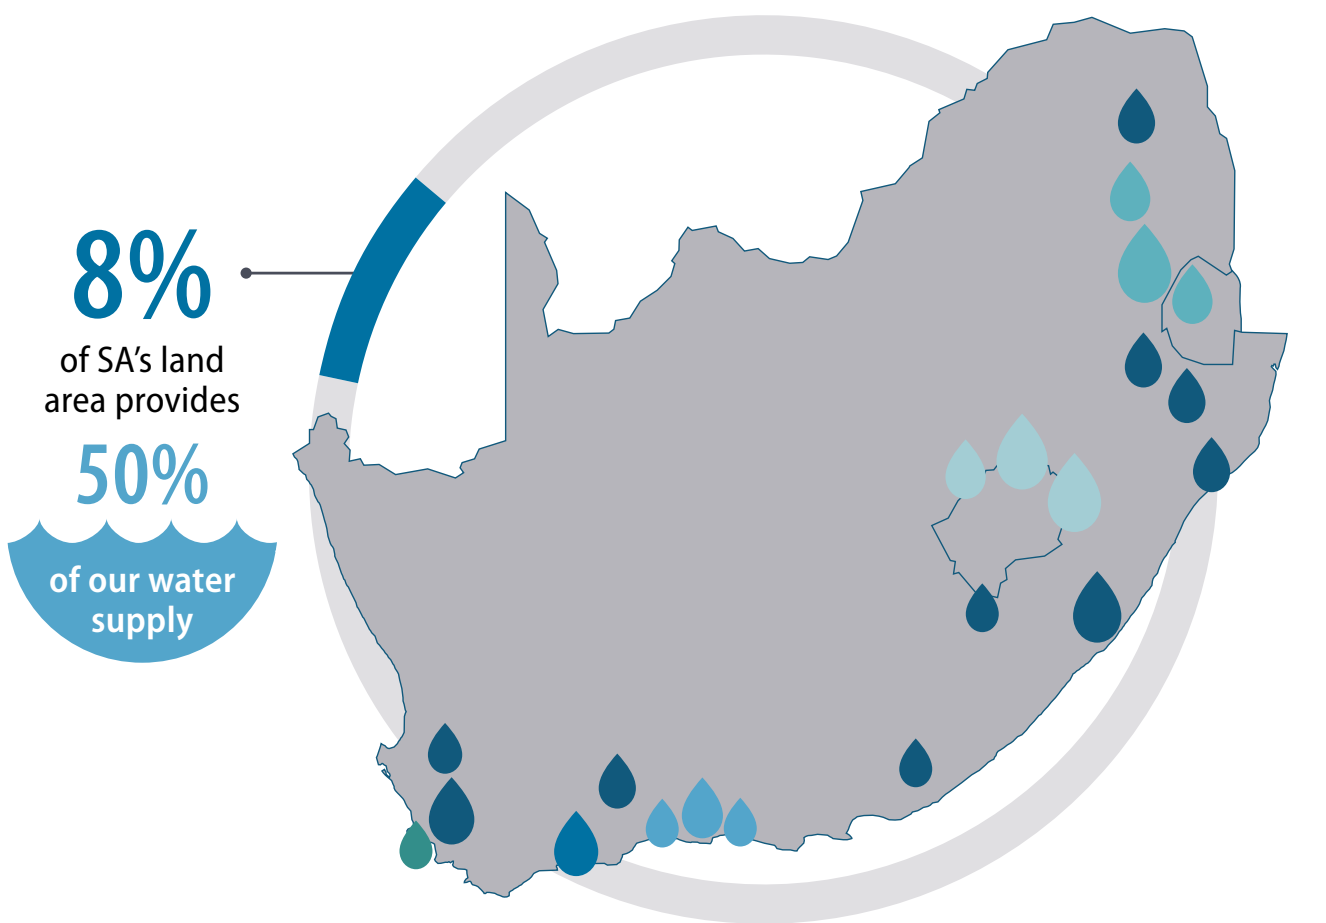 8%
of SA’s land
area provides
50%
of our water
supply